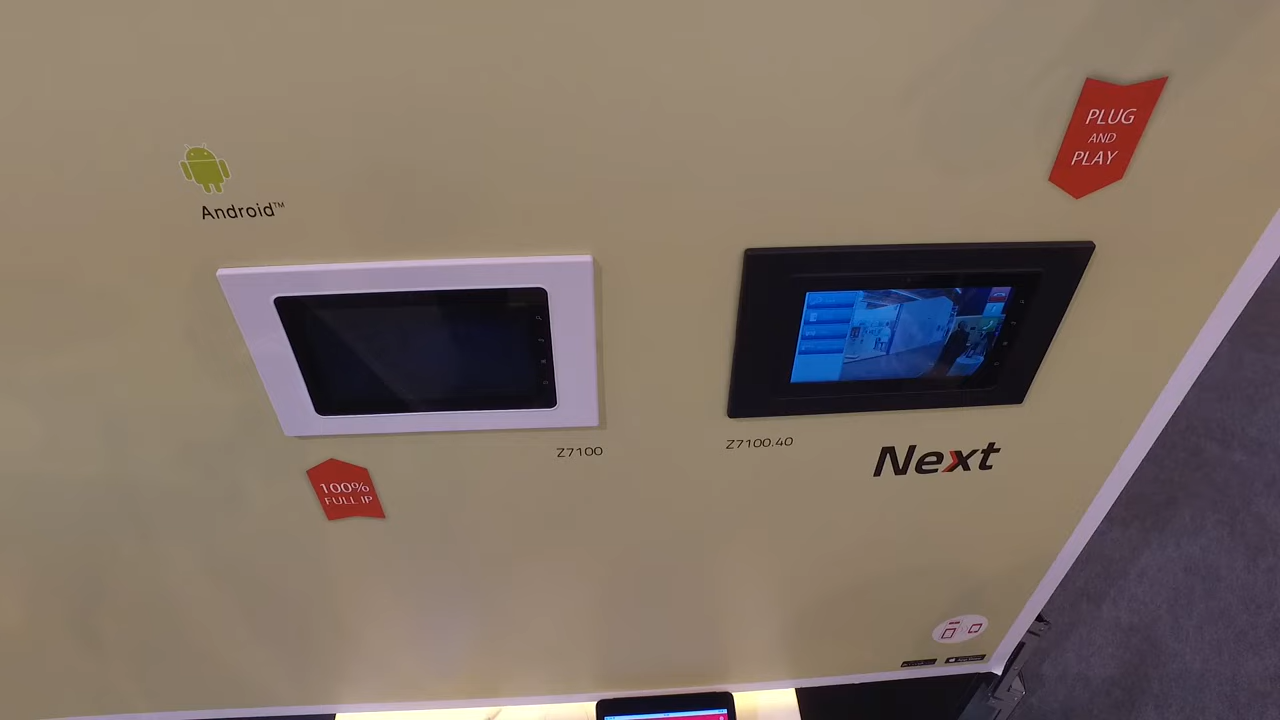 Android™
PLUG
AND
PLAY
Z7100
Z7100.40
Next
100%
FULL IP